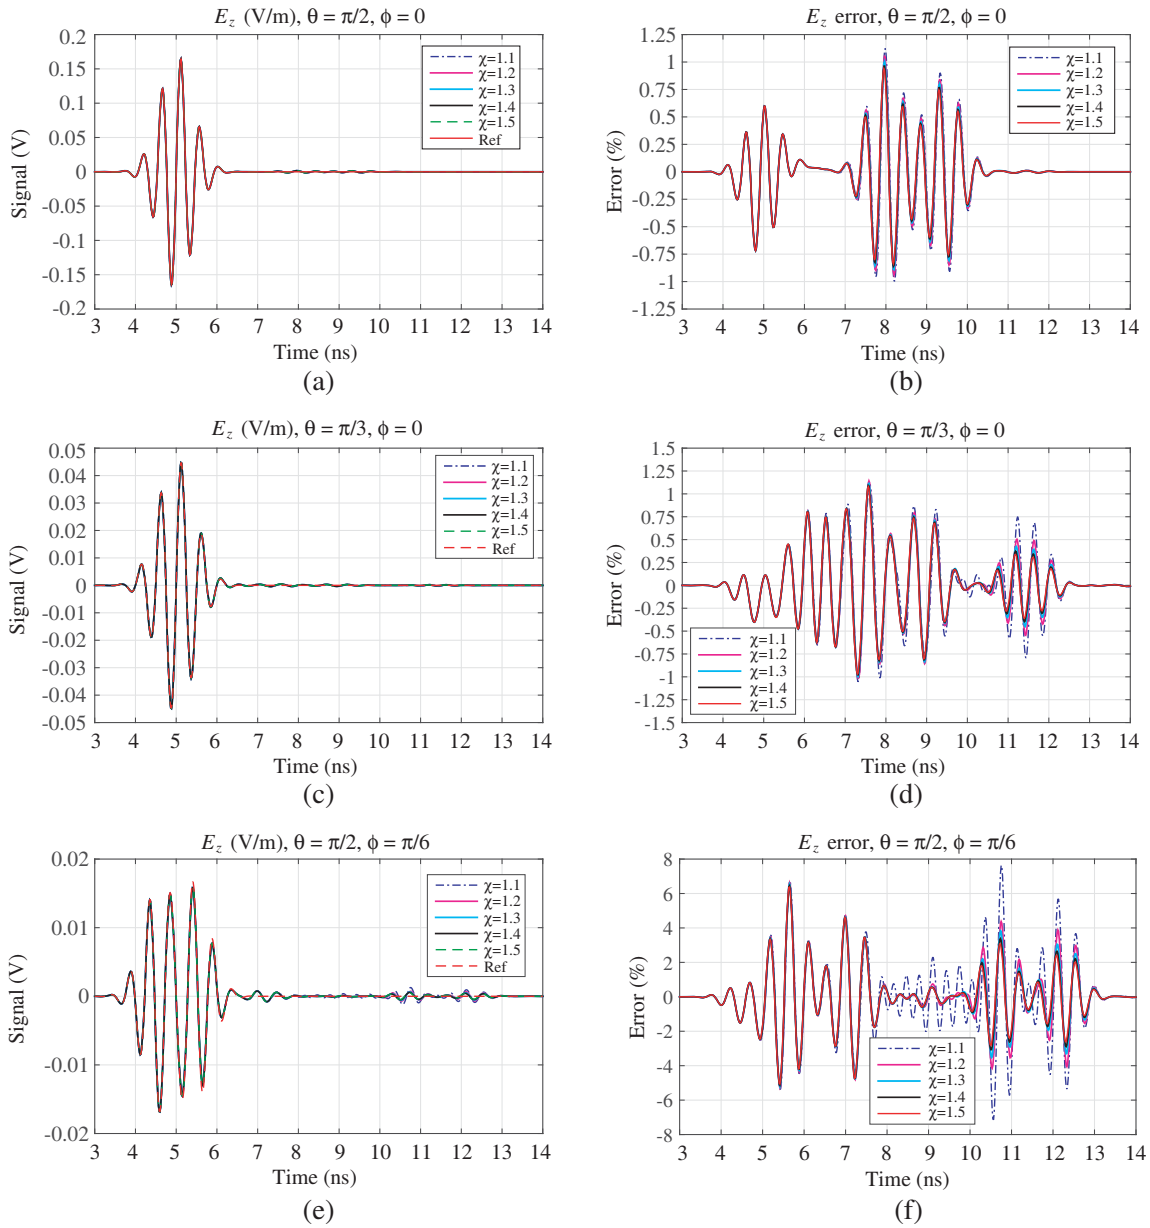 E_z (V/m), θ = π/2, ϕ = 0
Signal (V)
0.2
0.15
0.1
0.05
0
-0.05
-0.1
-0.15
-0.2
χ=1.1
χ=1.2
χ=1.3
χ=1.4
χ=1.5
Ref
3 4 5 6 7 8 9 10 11 12 13 14
Time (ns)
(a)
E_z error, θ = π/2, ϕ = 0
Error (%)
1.25
1
0.75
0.5
0.25
0
-0.25
-0.5
-0.75
-1
-1.25
χ=1.1
χ=1.2
χ=1.3
χ=1.4
χ=1.5
3 4 5 6 7 8 9 10 11 12 13 14
Time (ns)
(b)
E_z (V/m), θ = π/3, ϕ = 0
Signal (V)
0.05
0.04
0.03
0.02
0.01
0
-0.01
-0.02
-0.03
-0.04
-0.05
χ=1.1
χ=1.2
χ=1.3
χ=1.4
χ=1.5
Ref
3 4 5 6 7 8 9 10 11 12 13 14
Time (ns)
(c)
E_z error, θ = π/3, ϕ = 0
Error (%)
1.5
1.25
1
0.75
0.5
0.25
0
-0.25
-0.5
-0.75
-1
-1.25
-1.5
χ=1.1
χ=1.2
χ=1.3
χ=1.4
χ=1.5
3 4 5 6 7 8 9 10 11 12 13 14
Time (ns)
(d)
E_z (V/m), θ = π/2, ϕ = π/6
Signal (V)
0.02
0.01
0
-0.01
-0.02
χ=1.1
χ=1.2
χ=1.3
χ=1.4
χ=1.5
Ref
3 4 5 6 7 8 9 10 11 12 13 14
Time (ns)
(e)
E_z error, θ = π/2, ϕ = π/6
Error (%)
8
6
4
2
0
-2
-4
-6
-8
χ=1.1
χ=1.2
χ=1.3
χ=1.4
χ=1.5
3 4 5 6 7 8 9 10 11 12 13 14
Time (ns)
(f)